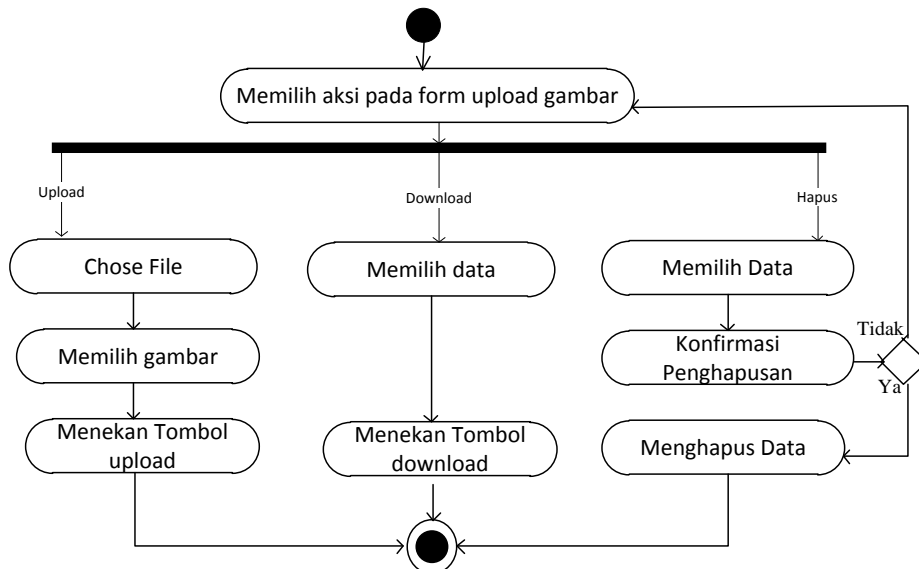 Memilih aksi pada form upload gambar
Upload
Download
Hapus
Chose File
Memilih data
Memilih Data
Memilih gambar
Konfirmasi
Penghapusan
Tidak
Ya
Menekan Tombol
upload
Menekan Tombol
download
Menghapus Data